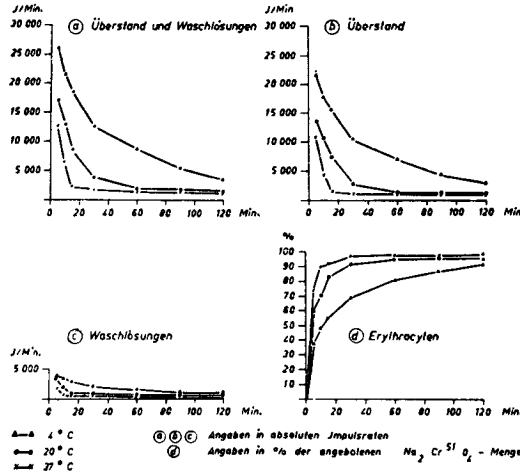 J/Min.
ⓐ Überstand und Waschlösungen
30 000
25 000
20 000
15 000
10 000
5 000
0 20 40 60 80 100 120 Min.
J/Min.
ⓑ Überstand
30 000
25 000
20 000
15 000
10 000
5 000
0 20 40 60 80 100 120 Min.
J/Min.
ⓒ Waschlösungen
5 000
0 20 40 60 80 100 120 Min.
%
100
90
80
70
60
50
40
30
20
10
ⓓ Erythrocyten
0 20 40 60 80 100 120 Min.
4° C
20° C
37° C
ⓐ ⓑ ⓒ Angaben in absoluten Jmpulsraten
ⓓ Angaben in % der angebotenen Na₂ Cr⁵¹ O₄ - Menge